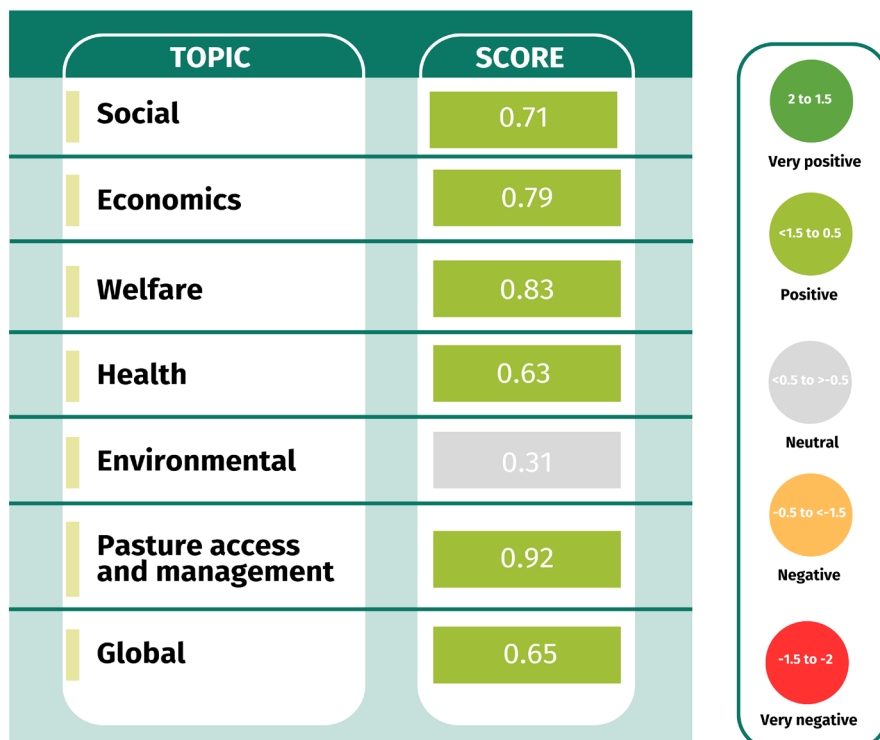 TOPIC SCORE
Social 0.71
Economics 0.79
Welfare 0.83
Health 0.63
Environmental 0.31
Pasture access
and management 0.92
Global 0.65
2 to 1.5
Very positive
<1.5 to 0.5
Positive
<0.5 to >-0.5
Neutral
-0.5 to <-1.5
Negative
-1.5 to -2
Very negative